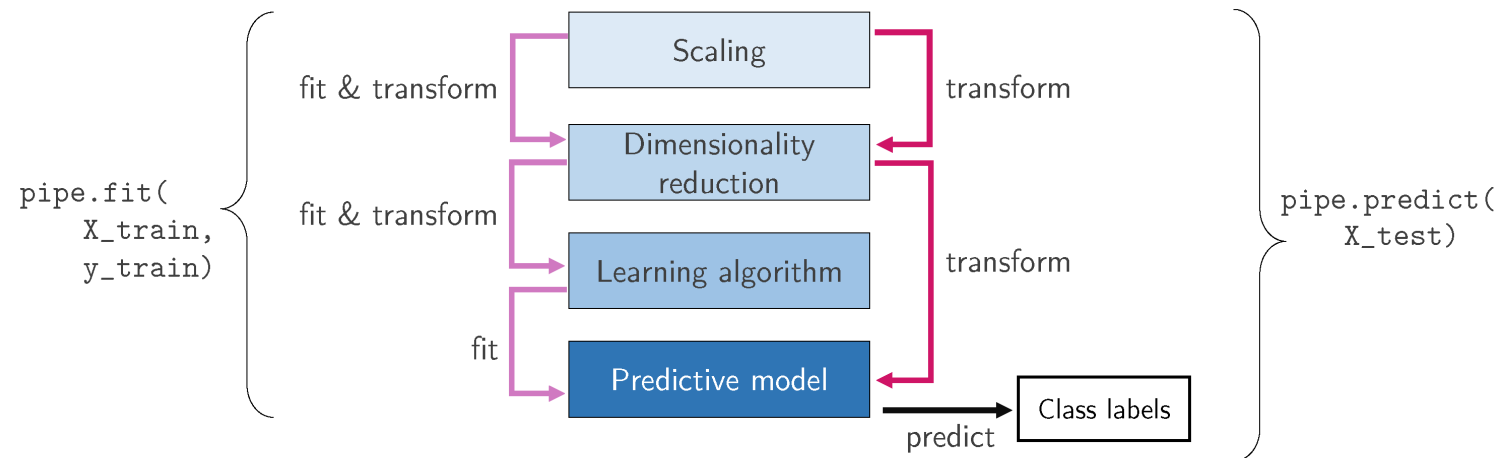 pipe.fit(
X_train,
y_train)
fit & transform
fit & transform
fit
Scaling
Dimensionality
reduction
Learning algorithm
Predictive model
transform
transform
predict
Class labels
pipe.predict(
X_test)